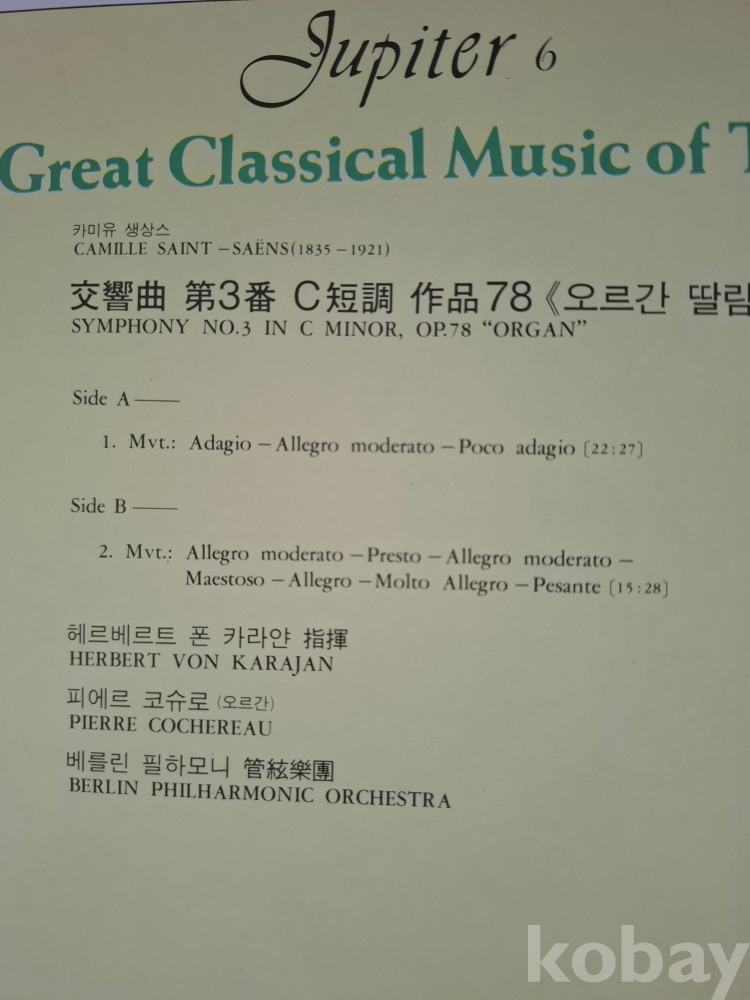 Jupiter 6
Great Classical Music of
카미유 생상스
CAMILLE SAINT-SAËNS(1835-1921)
交響曲 第3番 C短調 作品78《오르간 딸림
SYMPHONY NO.3 IN C MINOR, OP.78 "ORGAN"
Side A——
1. Mvt.: Adagio-Allegro moderato-Poco adagio [22:27]
Side B——
2. Mvt.: Allegro moderato-Presto-Allegro moderato-
Maestoso-Allegro-Molto Allegro-Pesante [15:28]
헤르베르트 폰 카라얀 指揮
HERBERT VON KARAJAN
피에르 코슈로 (오르간)
PIERRE COCHEREAU
베를린 필하모니 管絃樂團
BERLIN PHILHARMONIC ORCHESTRA
kobay